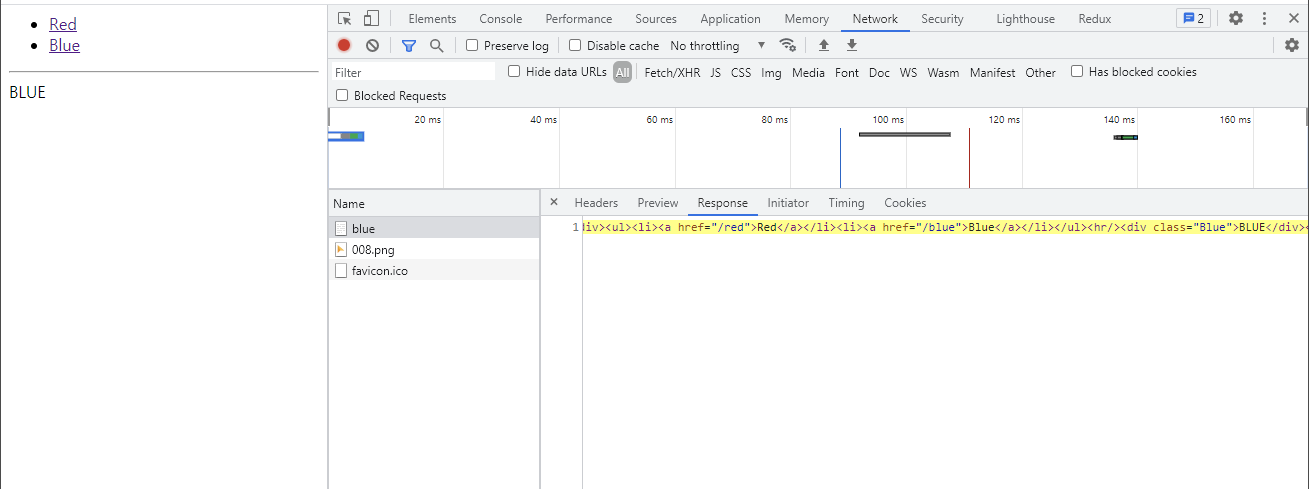 Red
Blue
BLUE
Elements Console Performance Sources Application Memory Network Security Lighthouse Redux 2
Preserve log Disable cache No throttling
Filter Hide data URLs All Fetch/XHR JS CSS Img Media Font Doc WS Wasm Manifest Other Has blocked cookies
Blocked Requests
20 ms 40 ms 60 ms 80 ms 100 ms 120 ms 140 ms 160 ms
Name
blue
008.png
favicon.ico
Headers Preview Response Initiator Timing Cookies
1 div><ul><li><a href="/red">Red</a></li><li><a href="/blue">Blue</a></li></ul><hr/><div class="Blue">BLUE</div><